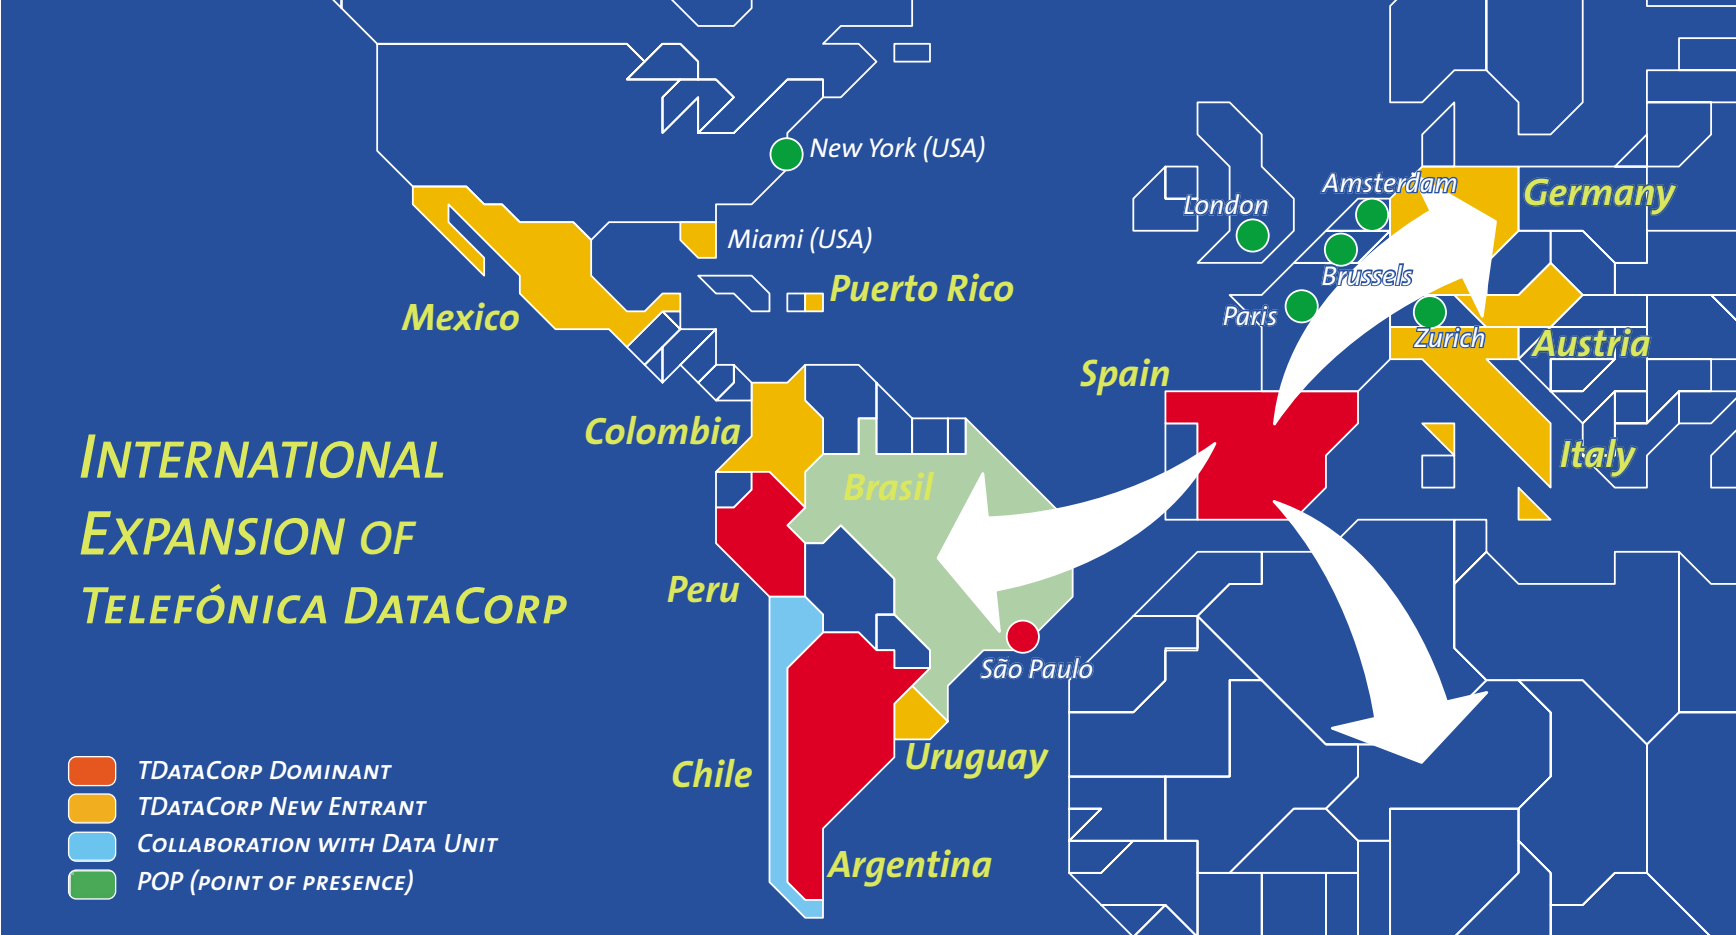 New York (USA)
Amsterdam
Germany
London
Miami (USA)
Brussels
Puerto Rico
Mexico
Paris
Zurich
Austria
Spain
Colombia
Italy
INTERNATIONAL
EXPANSION OF
TELEFÓNICA DATACORP
Brasil
Peru
São Paulo
Uruguay
Chile
Argentina
TDATACORP DOMINANT
TDATACORP NEW ENTRANT
COLLABORATION WITH DATA UNIT
POP (POINT OF PRESENCE)